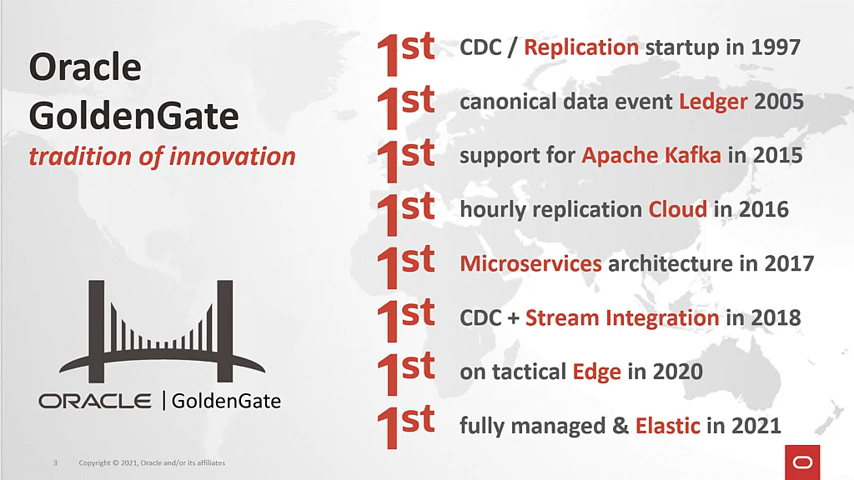 Oracle
GoldenGate
tradition of innovation
1st CDC / Replication startup in 1997
1st canonical data event Ledger 2005
1st support for Apache Kafka in 2015
1st hourly replication Cloud in 2016
1st Microservices architecture in 2017
1st CDC + Stream Integration in 2018
1st on tactical Edge in 2020
1st fully managed & Elastic in 2021
ORACLE | GoldenGate
3 Copyright © 2021, Oracle and/or its affiliates